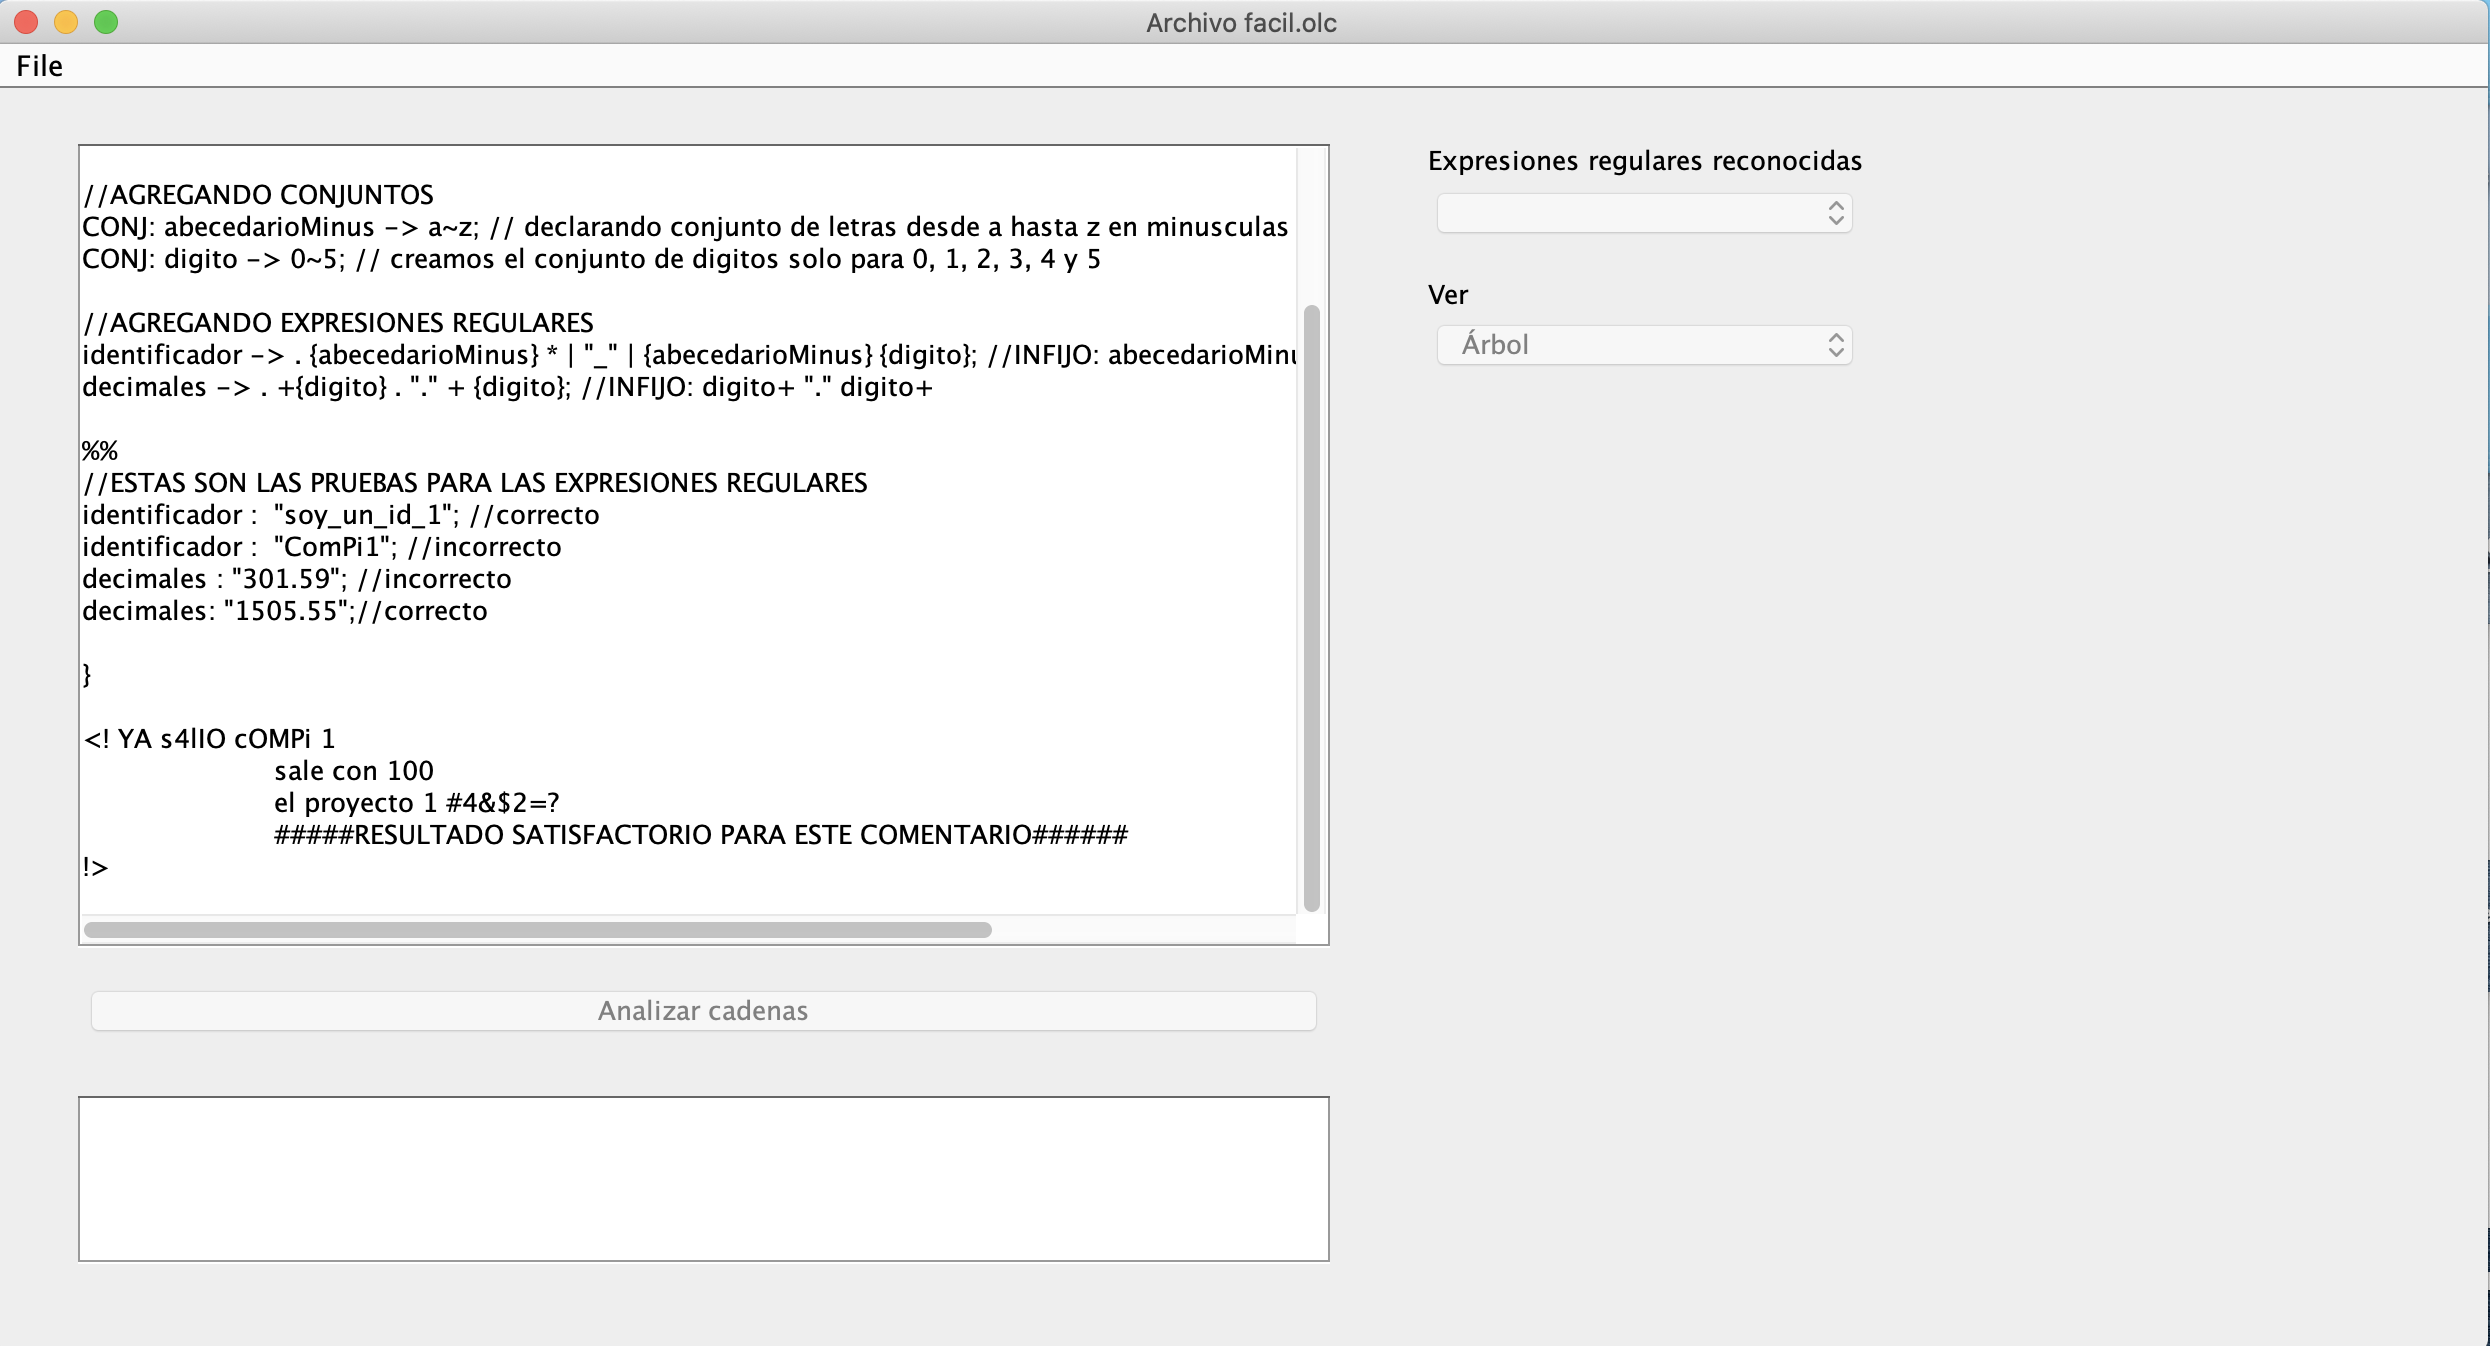 Archivo facil.olc
File
//AGREGANDO CONJUNTOS
CONJ: abecedarioMinus -> a~z; // declarando conjunto de letras desde a hasta z en minusculas
CONJ: digito -> 0~5; // creamos el conjunto de digitos solo para 0, 1, 2, 3, 4 y 5
//AGREGANDO EXPRESIONES REGULARES
identificador -> . {abecedarioMinus} * | "_" | {abecedarioMinus} {digito}; //INFIJO: abecedarioMinu
decimales -> . +{digito} . "." + {digito}; //INFIJO: digito+ "." digito+
%%
//ESTAS SON LAS PRUEBAS PARA LAS EXPRESIONES REGULARES
identificador :  "soy_un_id_1"; //correcto
identificador :  "ComPi1"; //incorrecto
decimales : "301.59"; //incorrecto
decimales: "1505.55";//correcto
}
<! YA s4lIO cOMPi 1
sale con 100
el proyecto 1 #4&$2=?
#####RESULTADO SATISFACTORIO PARA ESTE COMENTARIO######
!>
Analizar cadenas
Expresiones regulares reconocidas
Ver
Árbol